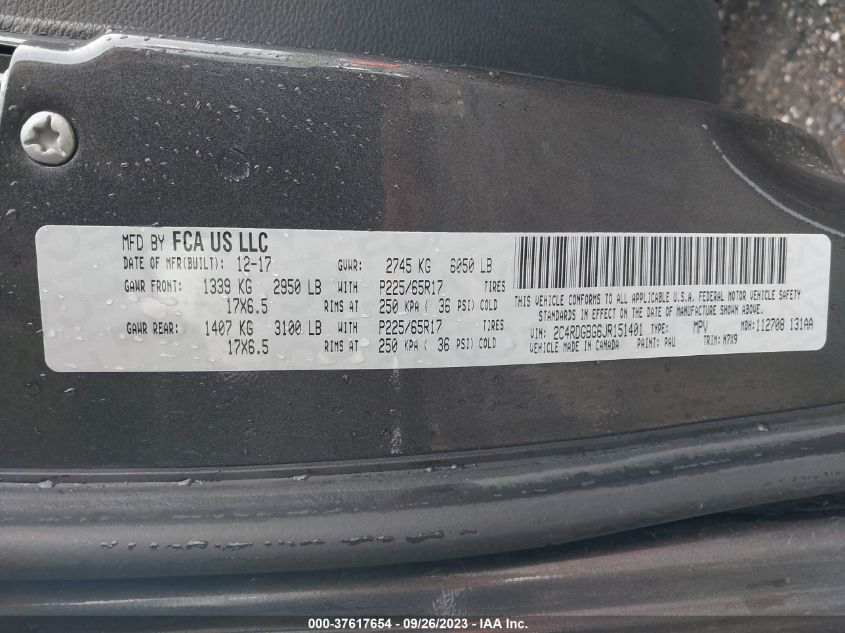 MFD BY FCA US LLC
DATE OF MFR(BUILT): 12-17 GVWR: 2745 KG 6050 LB
GAWR FRONT: 1339 KG 2950 LB WITH P225/65R17 TIRES
17X6.5 RIMS AT 250 KPA ( 36 PSI) COLD
GAWR REAR: 1407 KG 3100 LB WITH P225/65R17 TIRES
17X6.5 RIMS AT 250 KPA ( 36 PSI) COLD
THIS VEHICLE CONFORMS TO ALL APPLICABLE U.S.A. FEDERAL MOTOR VEHICLE SAFETY
STANDARDS IN EFFECT ON THE DATE OF MANUFACTURE SHOWN ABOVE.
VIN: 2C4RDGBG6JR151401 TYPE: MPV MDH: 112708 131AA
VEHICLE MADE IN CANADA PAINT: PAU TRIM: N7X9
000-37617654 - 09/26/2023 - IAA Inc.